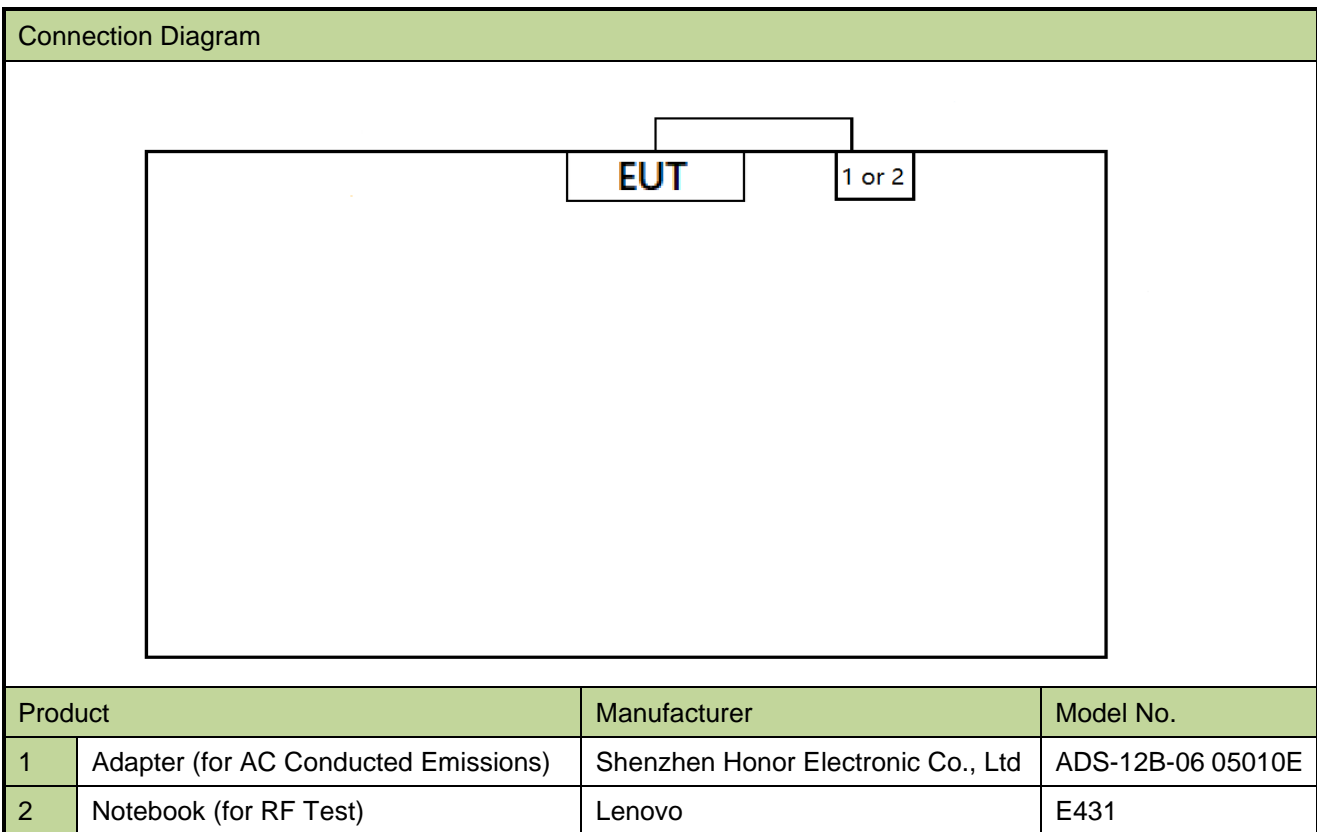 Connection Diagram
EUT
1 or 2
Product Manufacturer Model No.
1 Adapter (for AC Conducted Emissions) Shenzhen Honor Electronic Co., Ltd ADS-12B-06 05010E
2 Notebook (for RF Test) Lenovo E431